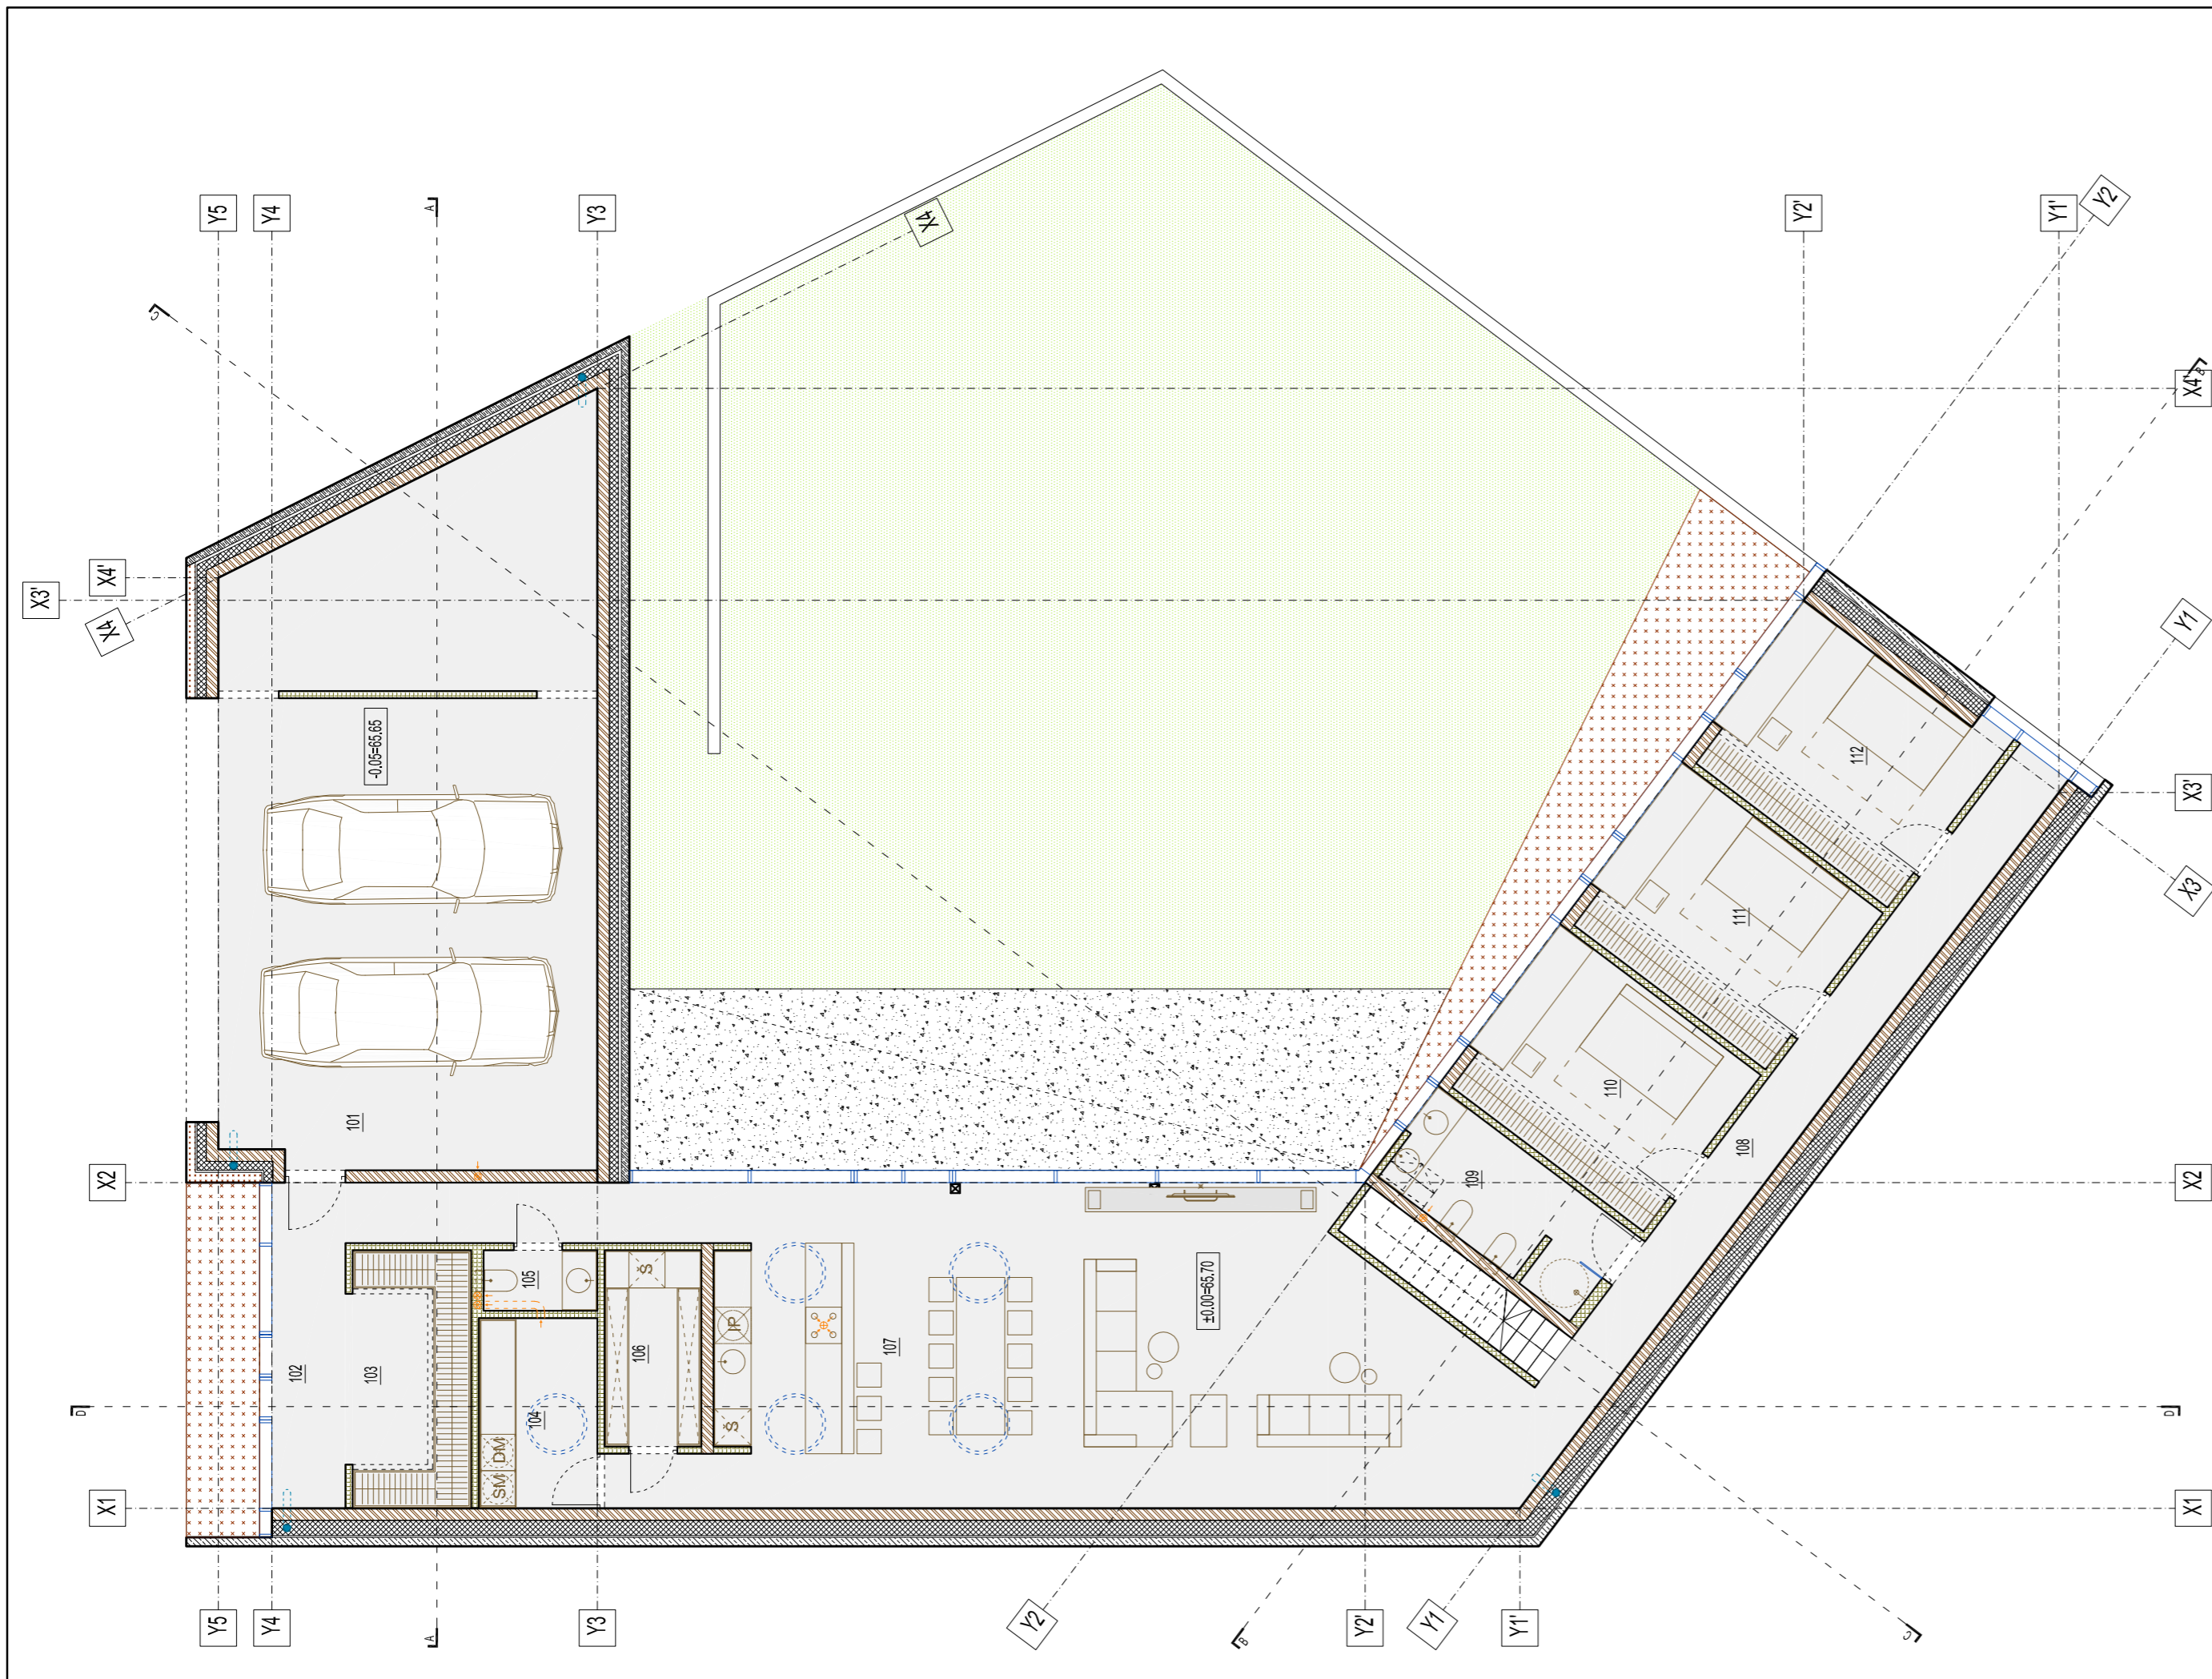 Y5
Y4
A
Y3
X4
Y2'
Y1'
Y2
C
B
X4'
X3'
X4'
X4
Y1
-0.05=65.65
112
X3'
X3
111
110
101
108
X2
109
X2
105
S
±0.00=65.70
IP
106
107
102
103
D
104
S
D
DM
SM
X1
X1
Y5
Y4
A
Y3
Y2
B
Y2'
Y1
Y1'
C